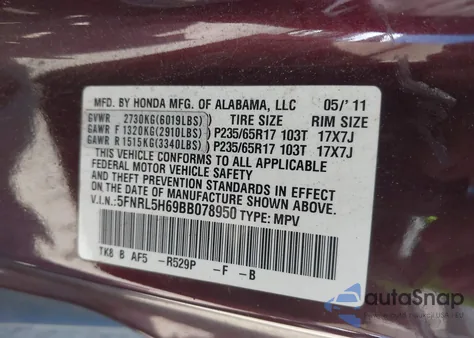 MFD. BY HONDA MFG. OF ALABAMA, LLC 05/'11
GVWR 2730KG(6019LBS) TIRE SIZE RIM SIZE
GAWR F 1320KG(2910LBS) P235/65R17 103T 17X7J
GAWR R 1515KG(3340LBS) P235/65R17 103T 17X7J
THIS VEHICLE CONFORMS TO ALL APPLICABLE
FEDERAL MOTOR VEHICLE SAFETY
AND THEFT PREVENTION STANDARDS IN EFFECT
ON THE DATE OF MANUFACTURE SHOWN ABOVE.
V.I.N.:5FNRL5H69BB078950 TYPE: MPV
TK8 B AF5 -R529P -F -B
autaSnap